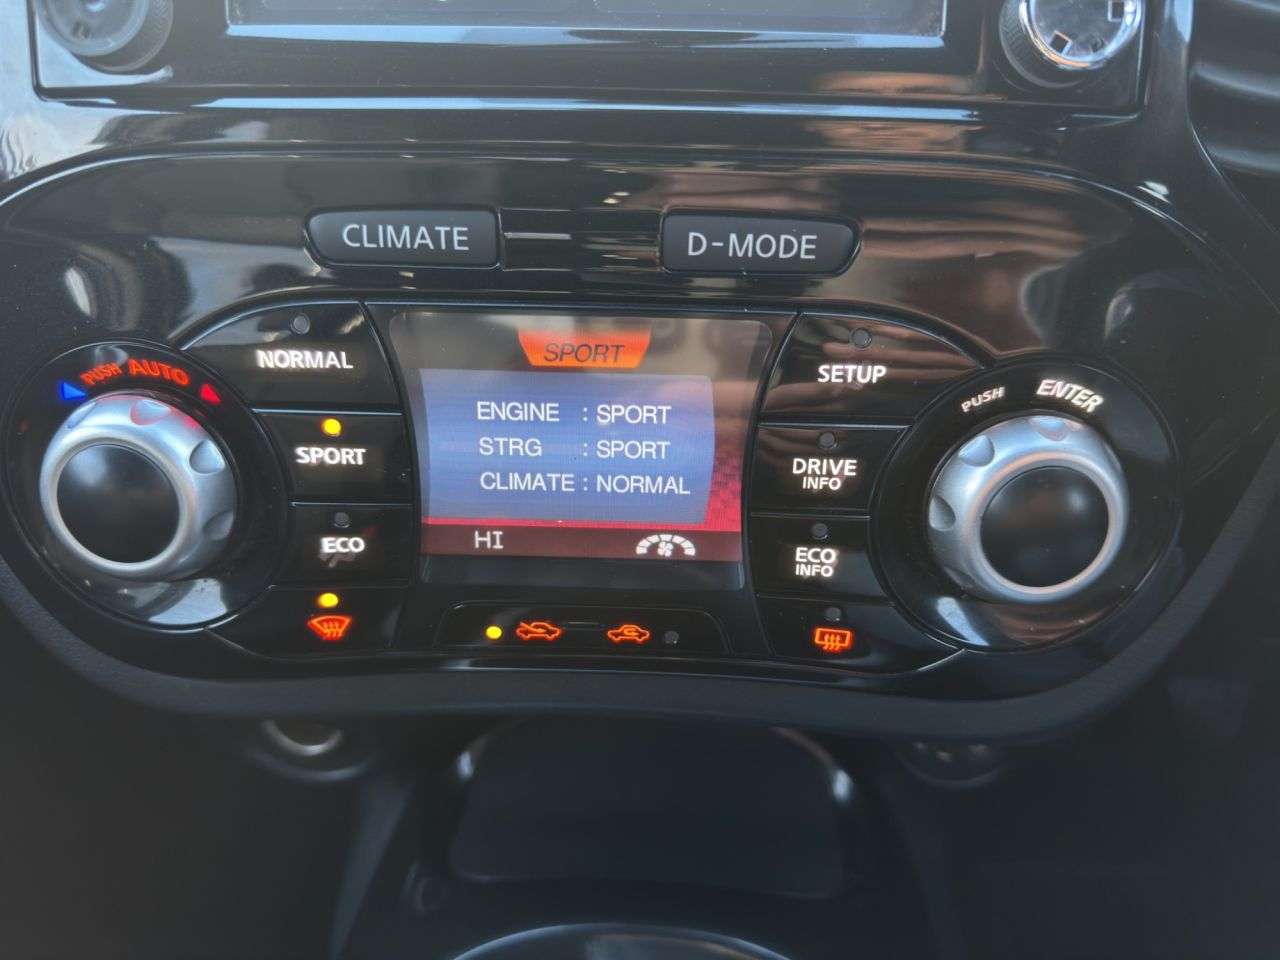 CLIMATE
D-MODE
PUSH AUTO
NORMAL
SPORT
ECO
SPORT
ENGINE : SPORT
STRG : SPORT
CLIMATE : NORMAL
HI
SETUP
DRIVE
INFO
ECO
INFO
PUSH ENTER